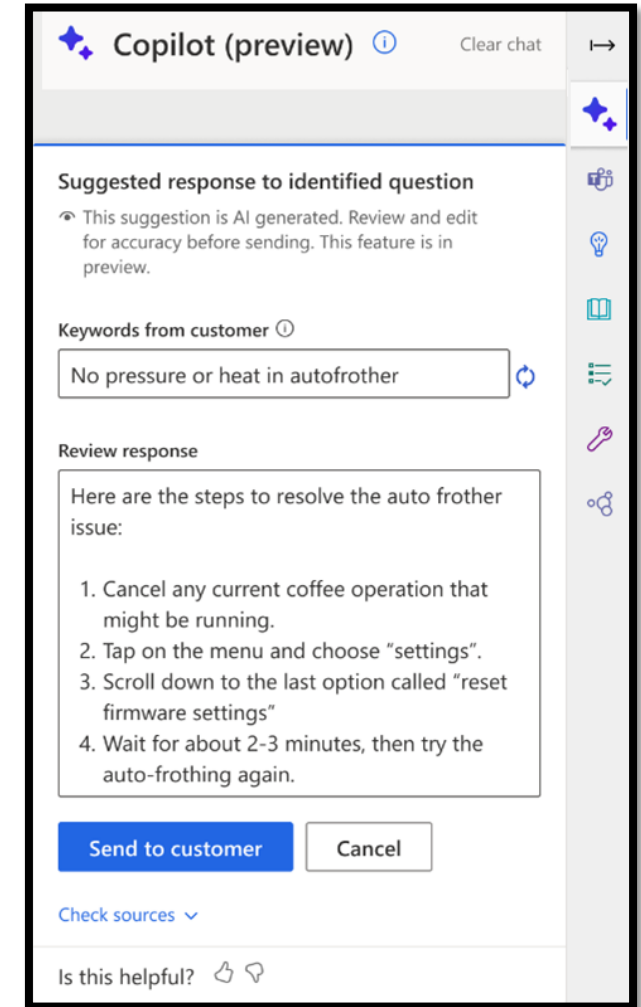 Copilot (preview)
Clear chat
Suggested response to identified question
This suggestion is AI generated. Review and edit
for accuracy before sending. This feature is in
preview.
Keywords from customer
No pressure or heat in autofrother
Review response
Here are the steps to resolve the auto frother
issue:
1. Cancel any current coffee operation that
might be running.
2. Tap on the menu and choose “settings”.
3. Scroll down to the last option called “reset
firmware settings”
4. Wait for about 2-3 minutes, then try the
auto-frothing again.
Send to customer
Cancel
Check sources
Is this helpful?